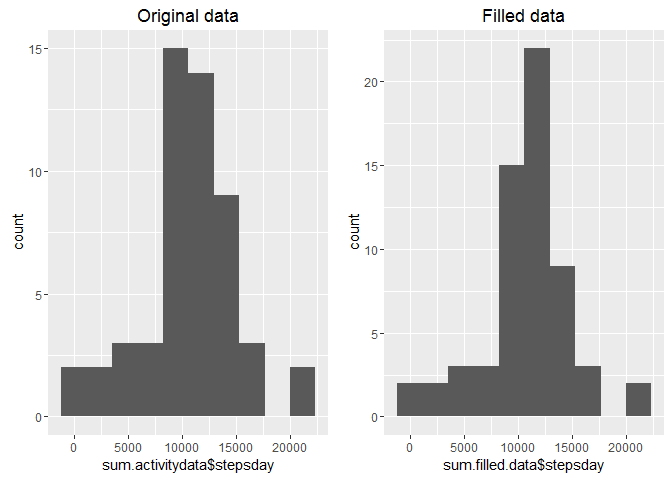 Original data
15
10
5
0
count
0 5000 10000 15000 20000
sum.activitydata$stepsday
Filled data
20
15
10
5
0
count
0 5000 10000 15000 20000
sum.filled.data$stepsday